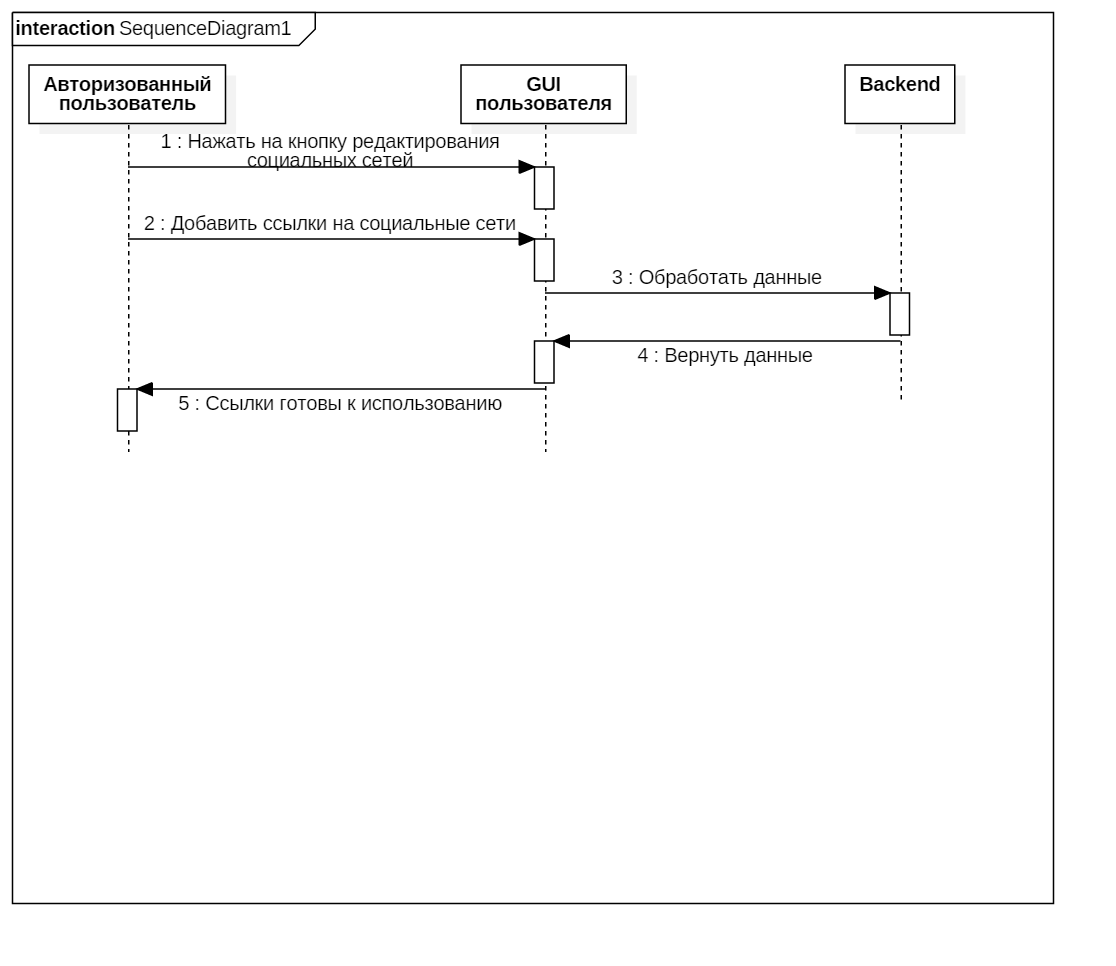 interaction SequenceDiagram1
Авторизованный
пользователь
GUI
пользователя
Backend
1 : Нажать на кнопку редактирования
социальных сетей
2 : Добавить ссылки на социальные сети
3 : Обработать данные
4 : Вернуть данные
5 : Ссылки готовы к использованию